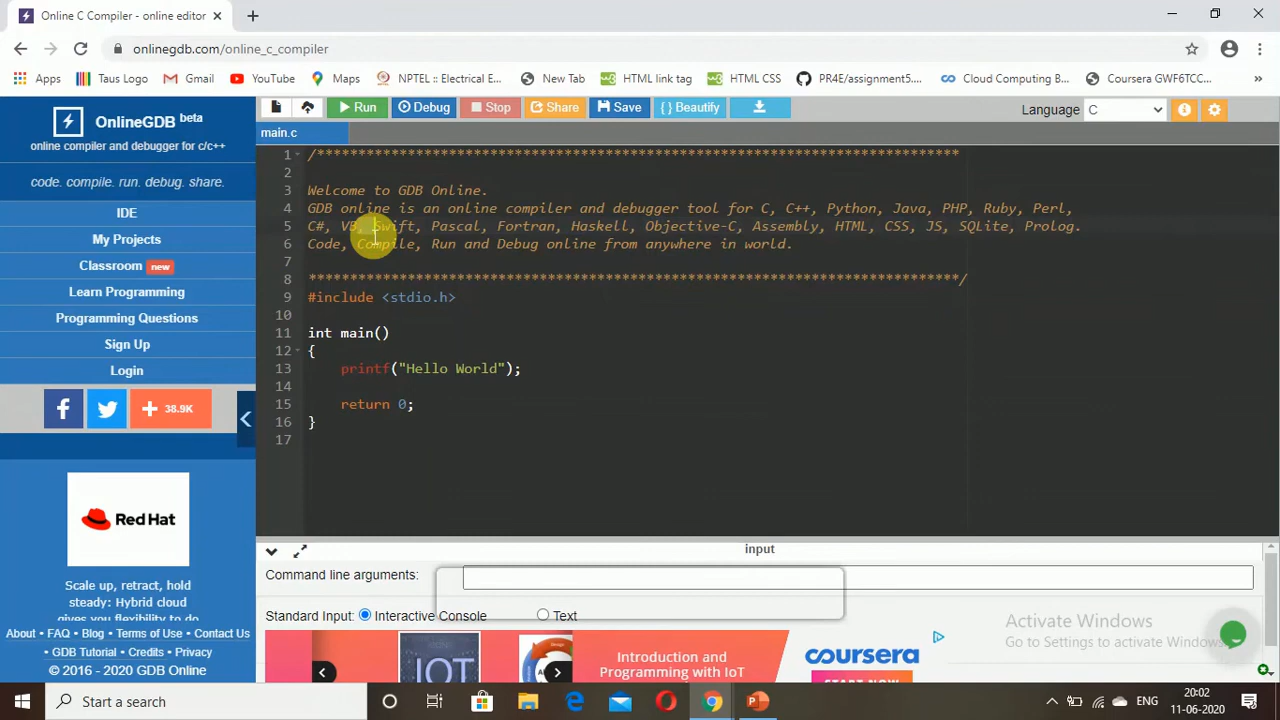 Online C Compiler - online editor
onlinegdb.com/online_c_compiler
Apps Taus Logo Gmail YouTube Maps NPTEL :: Electrical E... New Tab HTML link tag HTML CSS PR4E/assignment5.... Cloud Computing B... Coursera GWF6TCC... »
OnlineGDB beta
online compiler and debugger for c/c++
code. compile. run. debug. share.
IDE
My Projects
Classroom new
Learn Programming
Programming Questions
Sign Up
Login
f + 38.9K
Red Hat
Scale up, retract, hold
steady: Hybrid cloud
gives you flexibility to do
About • FAQ • Blog • Terms of Use • Contact Us
• GDB Tutorial • Credits • Privacy
© 2016 - 2020 GDB Online
Run Debug Stop Share Save { } Beautify Language C
main.c
1 /******************************************************************************
2
3 Welcome to GDB Online.
4 GDB online is an online compiler and debugger tool for C, C++, Python, Java, PHP, Ruby, Perl,
5 C#, VB, Swift, Pascal, Fortran, Haskell, Objective-C, Assembly, HTML, CSS, JS, SQLite, Prolog.
6 Code, Compile, Run and Debug online from anywhere in world.
7
8 *******************************************************************************/
9 #include <stdio.h>
10
11 int main()
12 {
13 printf("Hello World");
14
15 return 0;
16 }
17
input
Command line arguments:
Standard Input: Interactive Console Text
IOT
Introduction and
Programming with IoT
coursera
START NOW
Activate Windows
Go to Settings to activate Windows.
Start a search
ENG
20:02
11-06-2020